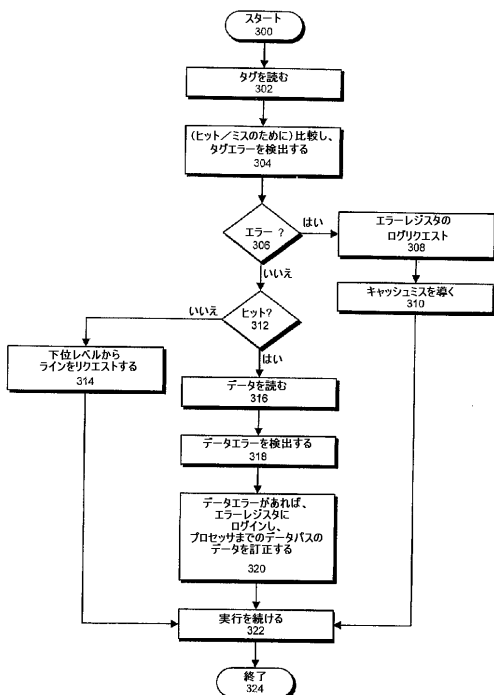 スタート
300
タグを読む
302
(ヒット/ミスのために)比較し、
タグエラーを検出する
304
エラー ?
306
はい
エラーレジスタの
ログリクエスト
308
いいえ
キャッシュミスを導く
310
ヒット?
312
いいえ
はい
下位レベルから
ラインをリクエストする
314
データを読む
316
データエラーを検出する
318
データエラーがあれば、
エラーレジスタに
ログインし、
プロセッサまでのデータパスの
データを訂正する
320
実行を続ける
322
終了
324